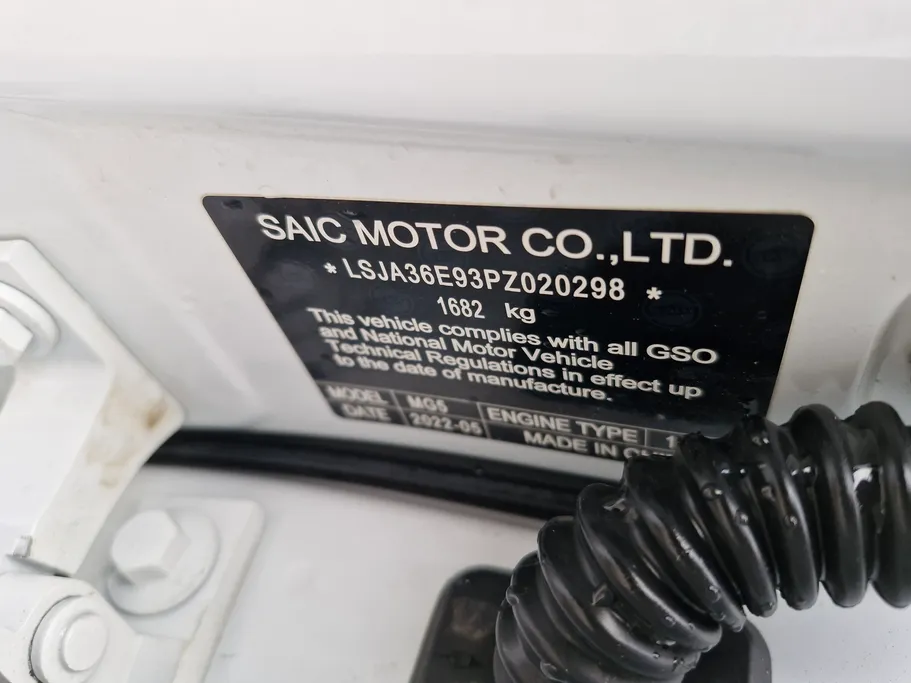 SAIC MOTOR CO.,LTD.
*LSJA36E93PZ020298 *
1682 kg
This vehicle complies with all GSO
and National Motor Vehicle
Technical Regulations in effect up
to the date of manufacture.
MODEL MG5 ENGINE TYPE
DATE 2022-05 MADE IN